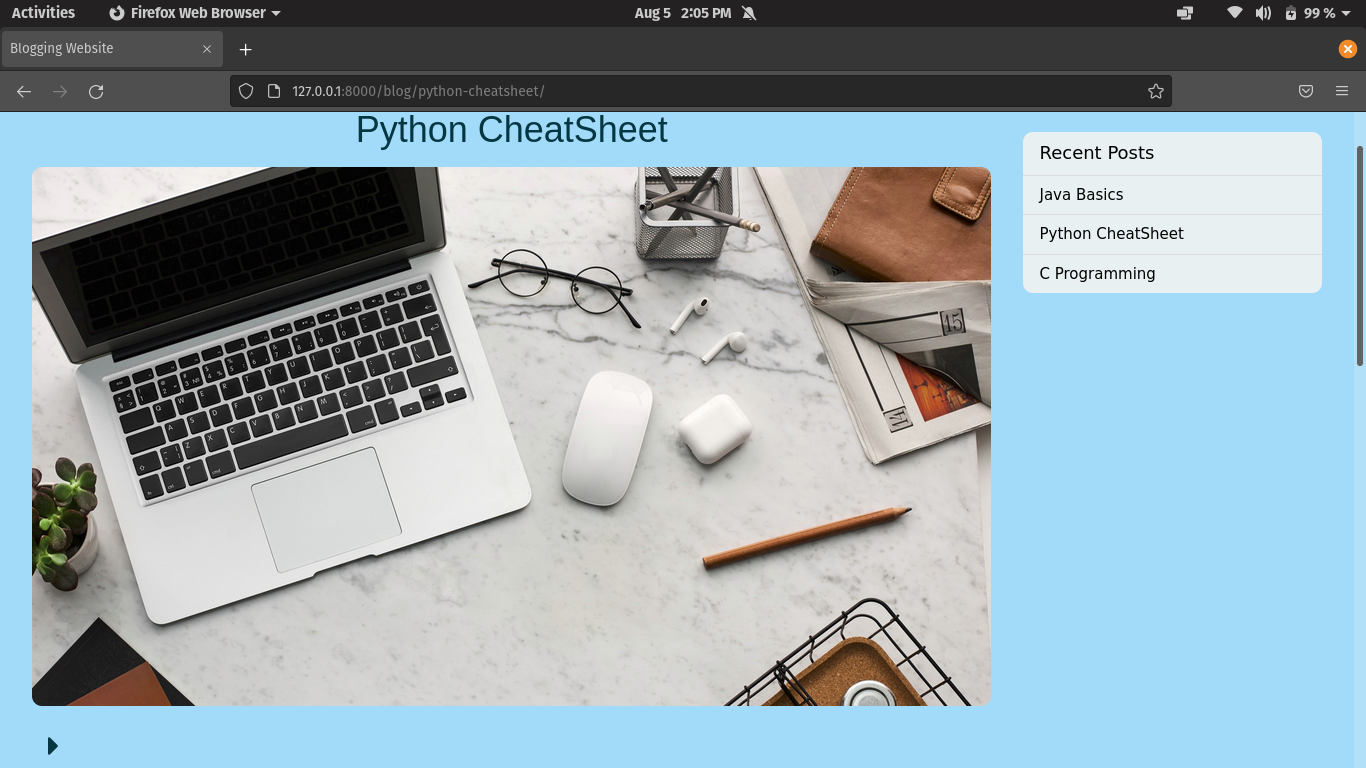 Activities Firefox Web Browser Aug 5 2:05 PM 99 %
Blogging Website
127.0.0.1:8000/blog/python-cheatsheet/
Python CheatSheet
Recent Posts
Java Basics
Python CheatSheet
C Programming
15